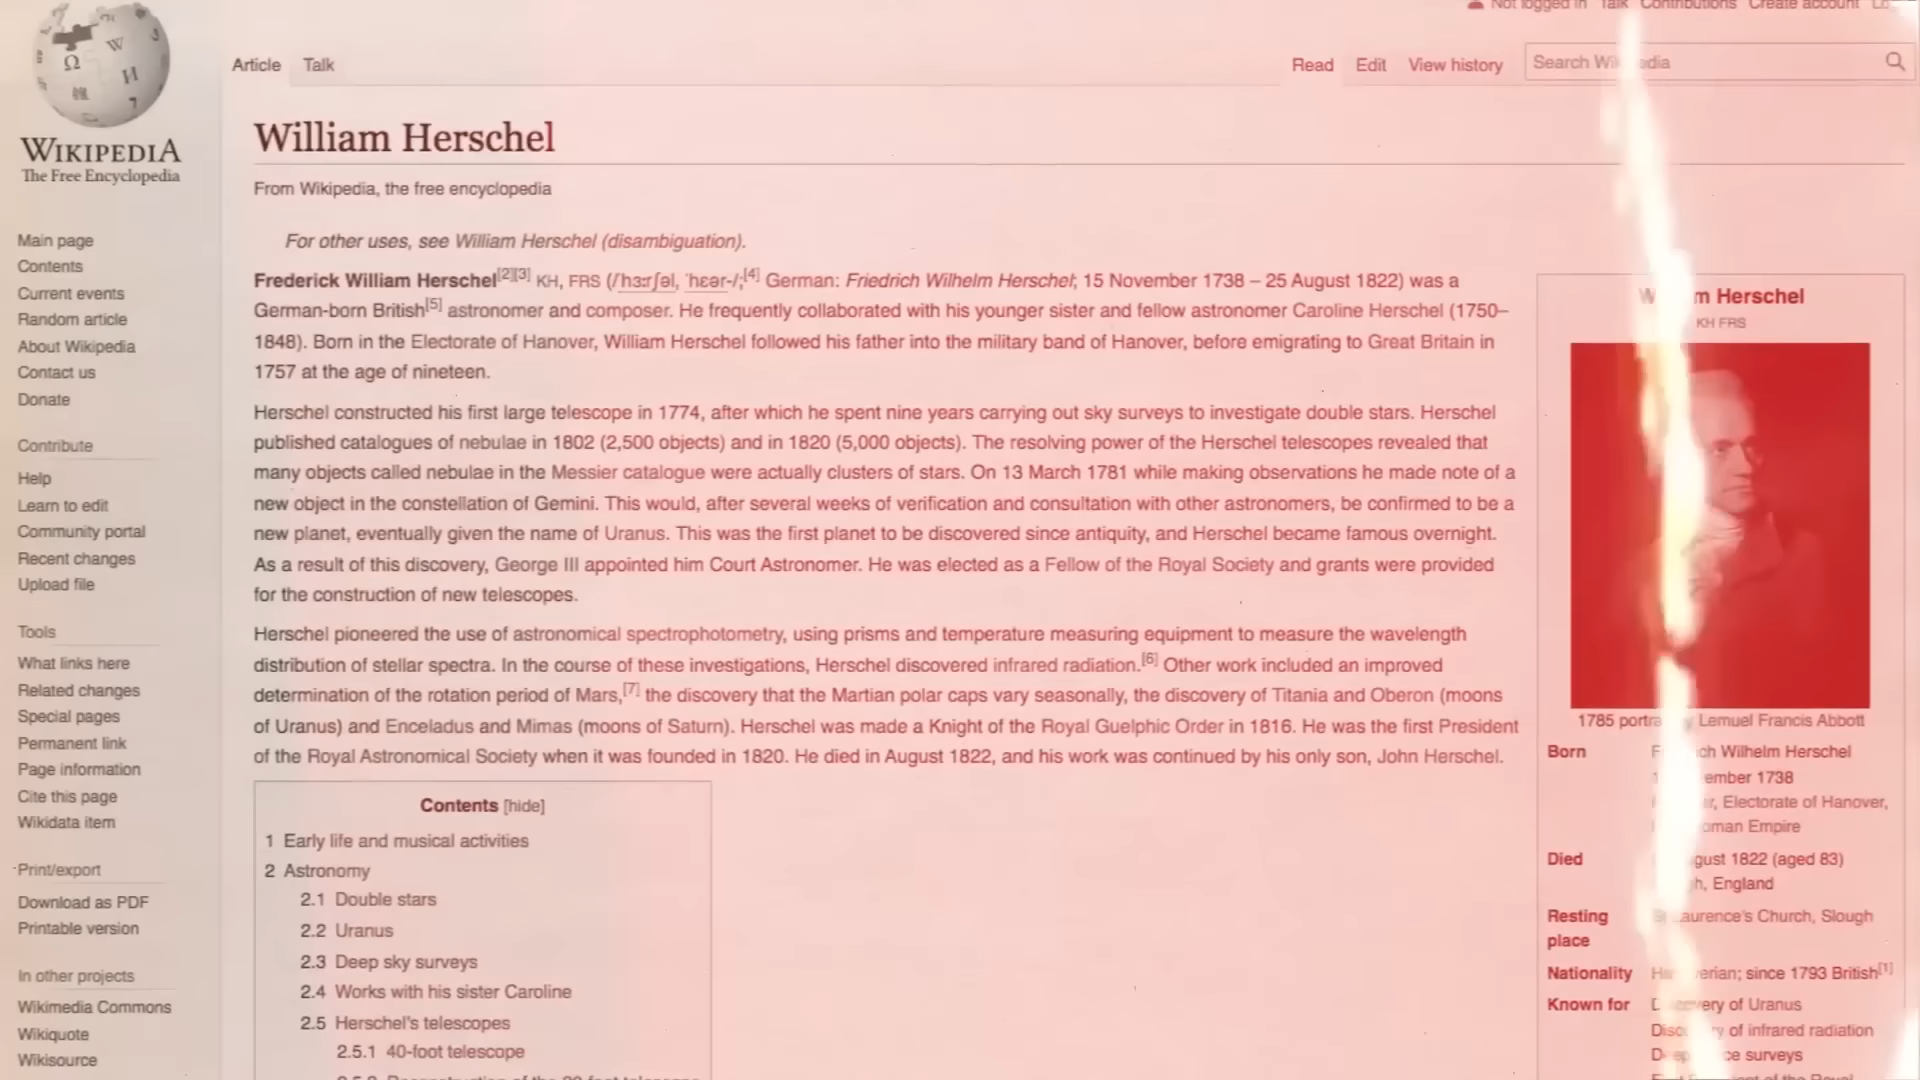 Not logged in Talk Contributions Create account
Article Talk
Read Edit View history
WIKIPEDIA
The Free Encyclopedia
William Herschel
From Wikipedia, the free encyclopedia
For other uses, see William Herschel (disambiguation).
Frederick William Herschel[2][3] KH, FRS (/ˈhɜːrʃəl, ˈhɛər-/;[4] German: Friedrich Wilhelm Herschel; 15 November 1738 – 25 August 1822) was a
German-born British[5] astronomer and composer. He frequently collaborated with his younger sister and fellow astronomer Caroline Herschel (1750–
1848). Born in the Electorate of Hanover, William Herschel followed his father into the military band of Hanover, before emigrating to Great Britain in
1757 at the age of nineteen.
Herschel constructed his first large telescope in 1774, after which he spent nine years carrying out sky surveys to investigate double stars. Herschel
published catalogues of nebulae in 1802 (2,500 objects) and in 1820 (5,000 objects). The resolving power of the Herschel telescopes revealed that
many objects called nebulae in the Messier catalogue were actually clusters of stars. On 13 March 1781 while making observations he made note of a
new object in the constellation of Gemini. This would, after several weeks of verification and consultation with other astronomers, be confirmed to be a
new planet, eventually given the name of Uranus. This was the first planet to be discovered since antiquity, and Herschel became famous overnight.
As a result of this discovery, George III appointed him Court Astronomer. He was elected as a Fellow of the Royal Society and grants were provided
for the construction of new telescopes.
Herschel pioneered the use of astronomical spectrophotometry, using prisms and temperature measuring equipment to measure the wavelength
distribution of stellar spectra. In the course of these investigations, Herschel discovered infrared radiation.[6] Other work included an improved
determination of the rotation period of Mars,[7] the discovery that the Martian polar caps vary seasonally, the discovery of Titania and Oberon (moons
of Uranus) and Enceladus and Mimas (moons of Saturn). Herschel was made a Knight of the Royal Guelphic Order in 1816. He was the first President
of the Royal Astronomical Society when it was founded in 1820. He died in August 1822, and his work was continued by his only son, John Herschel.
Contents [hide]
1 Early life and musical activities
2 Astronomy
2.1 Double stars
2.2 Uranus
2.3 Deep sky surveys
2.4 Works with his sister Caroline
2.5 Herschel's telescopes
2.5.1 40-foot telescope
Main page
Contents
Current events
Random article
About Wikipedia
Contact us
Donate
Contribute
Help
Learn to edit
Community portal
Recent changes
Upload file
Tools
What links here
Related changes
Special pages
Permanent link
Page information
Cite this page
Wikidata item
Print/export
Download as PDF
Printable version
In other projects
Wikimedia Commons
Wikiquote
Wikisource
Search
Herschel
KH FRS
1785 Lemuel Francis Abbott
Born Wilhelm Herschel
1738
Electorate of Hanover,
Empire
Died 1822 (aged 83)
England
Resting Church, Slough
place
Nationality since 1793 British[1]
Known for of Uranus
of infrared radiation
surveys